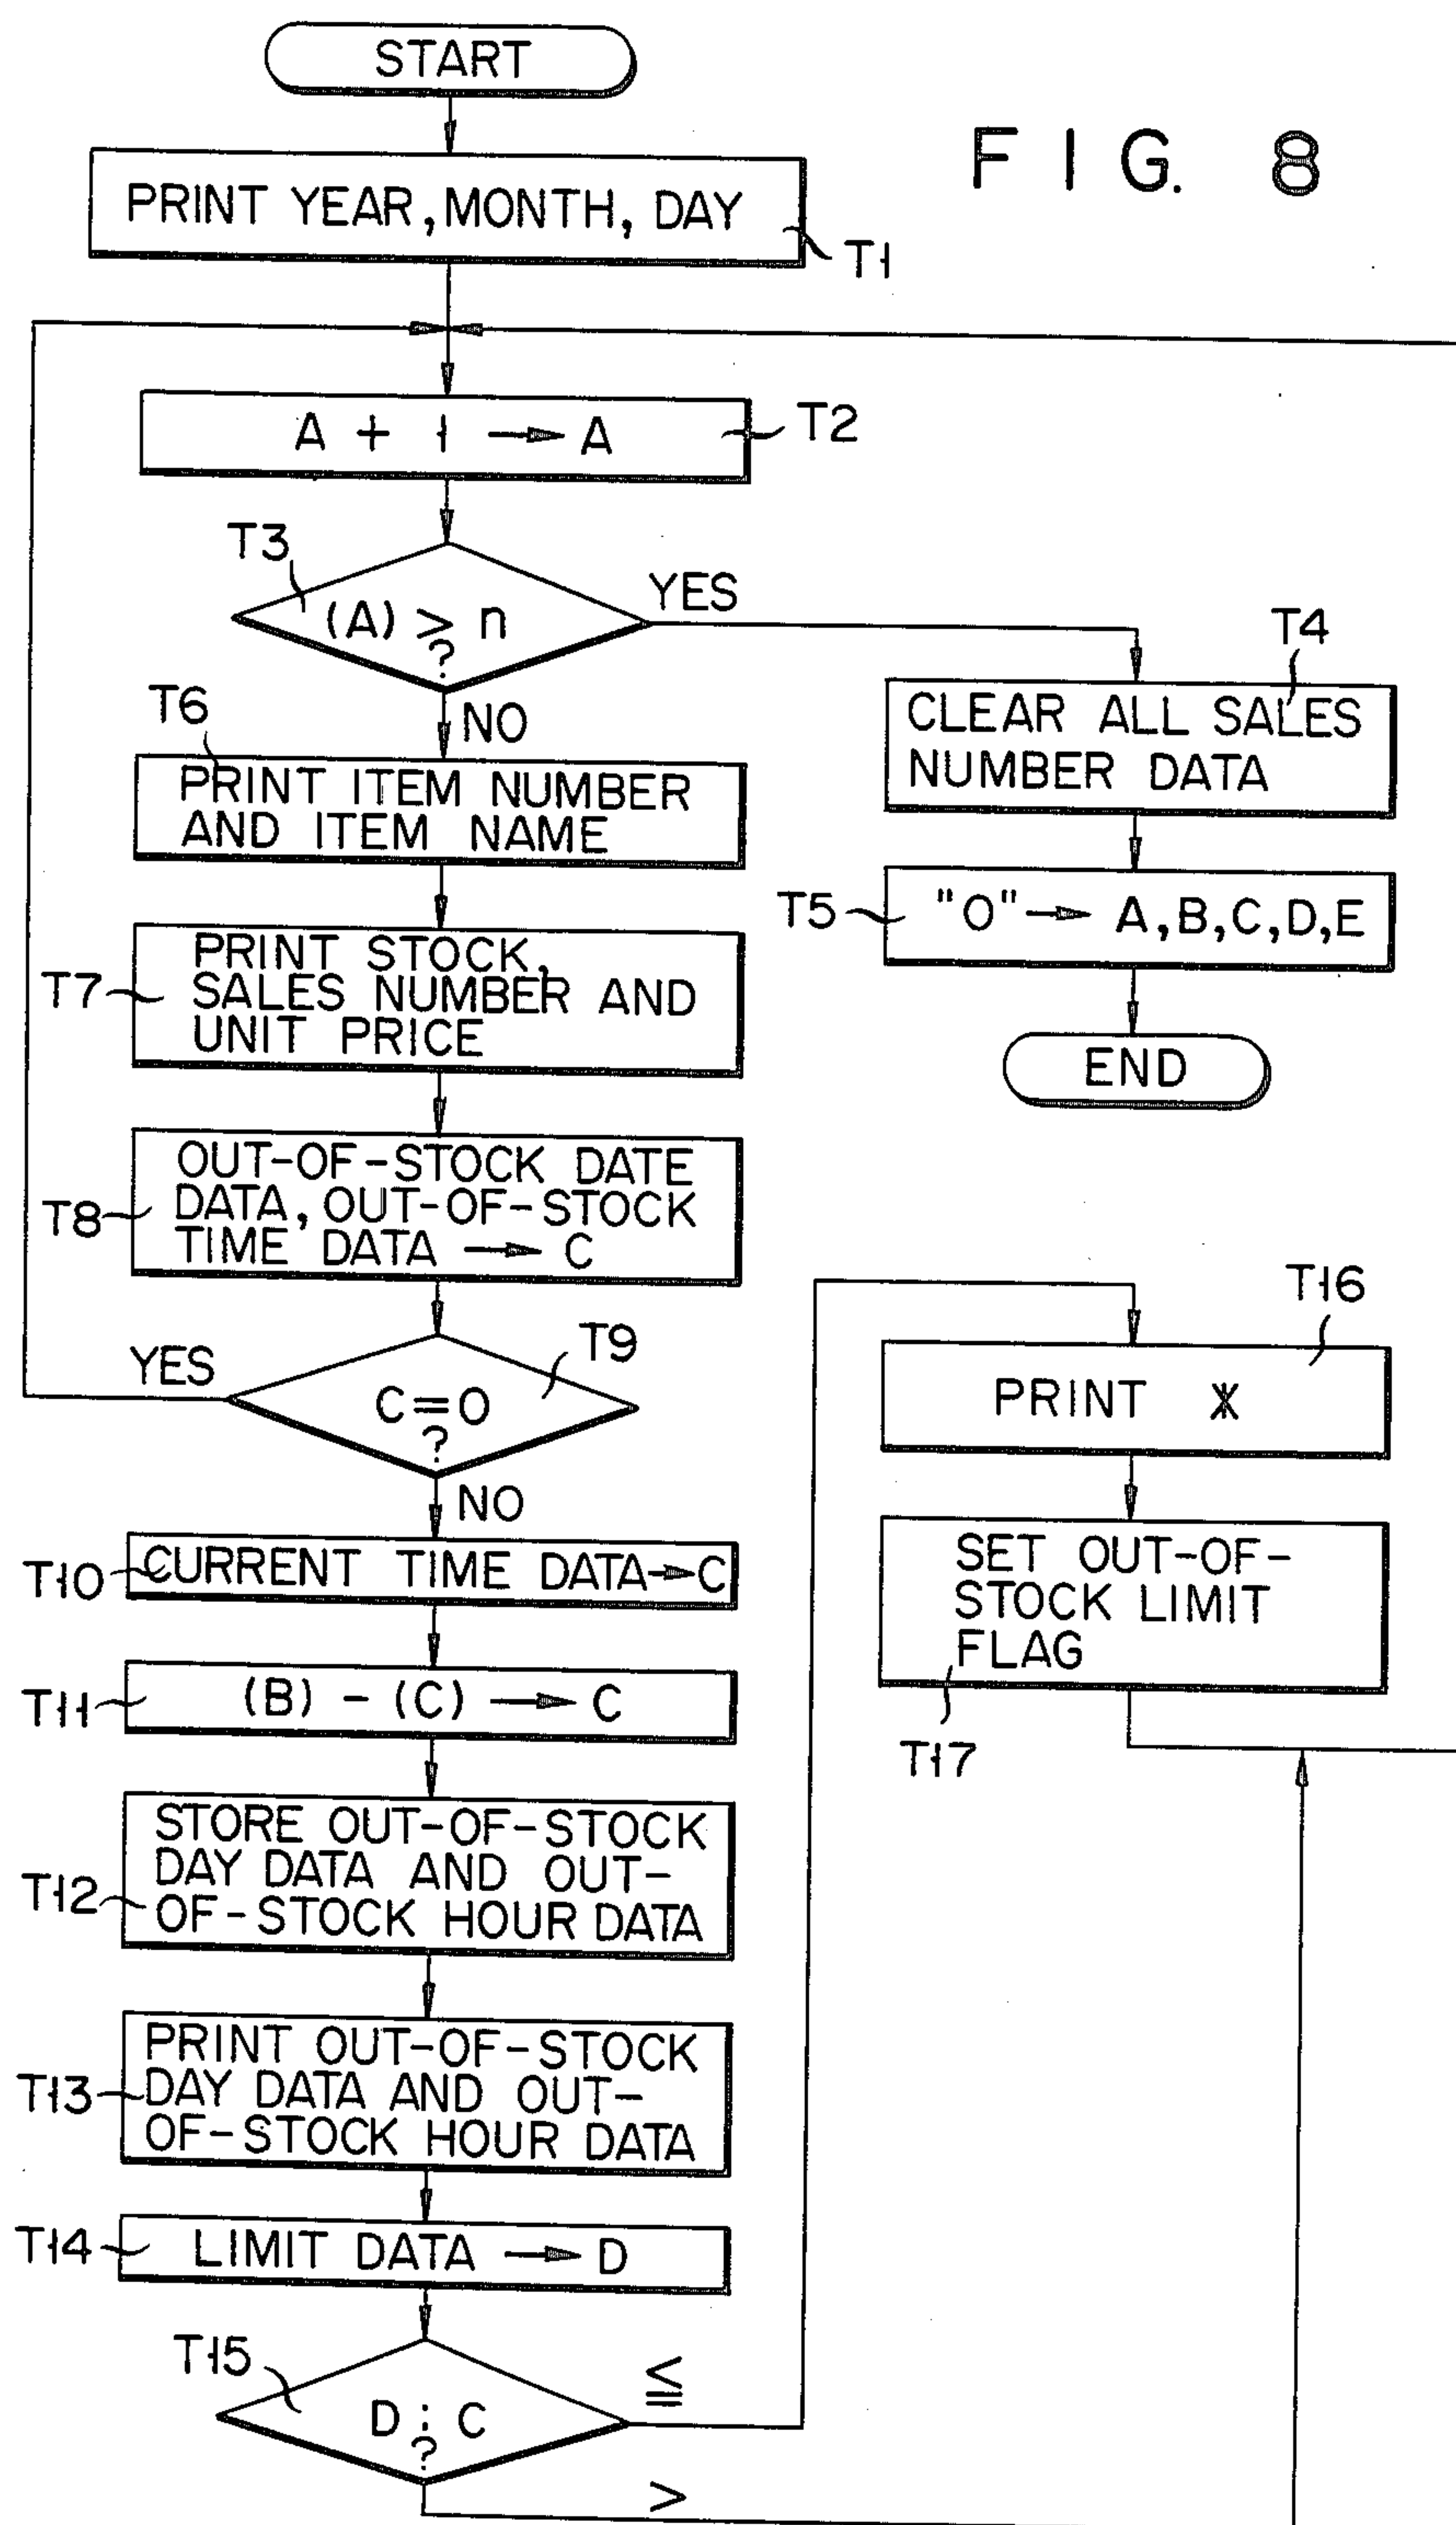 START
FIG. 8
PRINT YEAR, MONTH, DAY
T1
A + 1 → A
T2
T3
(A) > n
?
YES
NO
T4
CLEAR ALL SALES
NUMBER DATA
T5
"0" → A, B, C, D, E
END
T6
PRINT ITEM NUMBER
AND ITEM NAME
T7
PRINT STOCK,
SALES NUMBER AND
UNIT PRICE
T8
OUT-OF-STOCK DATE
DATA, OUT-OF-STOCK
TIME DATA → C
T9
C=0
?
YES
NO
T10
CURRENT TIME DATA → C
T11
(B) - (C) → C
T12
STORE OUT-OF-STOCK
DAY DATA AND OUT-
OF-STOCK HOUR DATA
T13
PRINT OUT-OF-STOCK
DAY DATA AND OUT-
OF-STOCK HOUR DATA
T14
LIMIT DATA → D
T15
D : C
?
≦
>
T16
PRINT ※
SET OUT-OF-
STOCK LIMIT
FLAG
T17